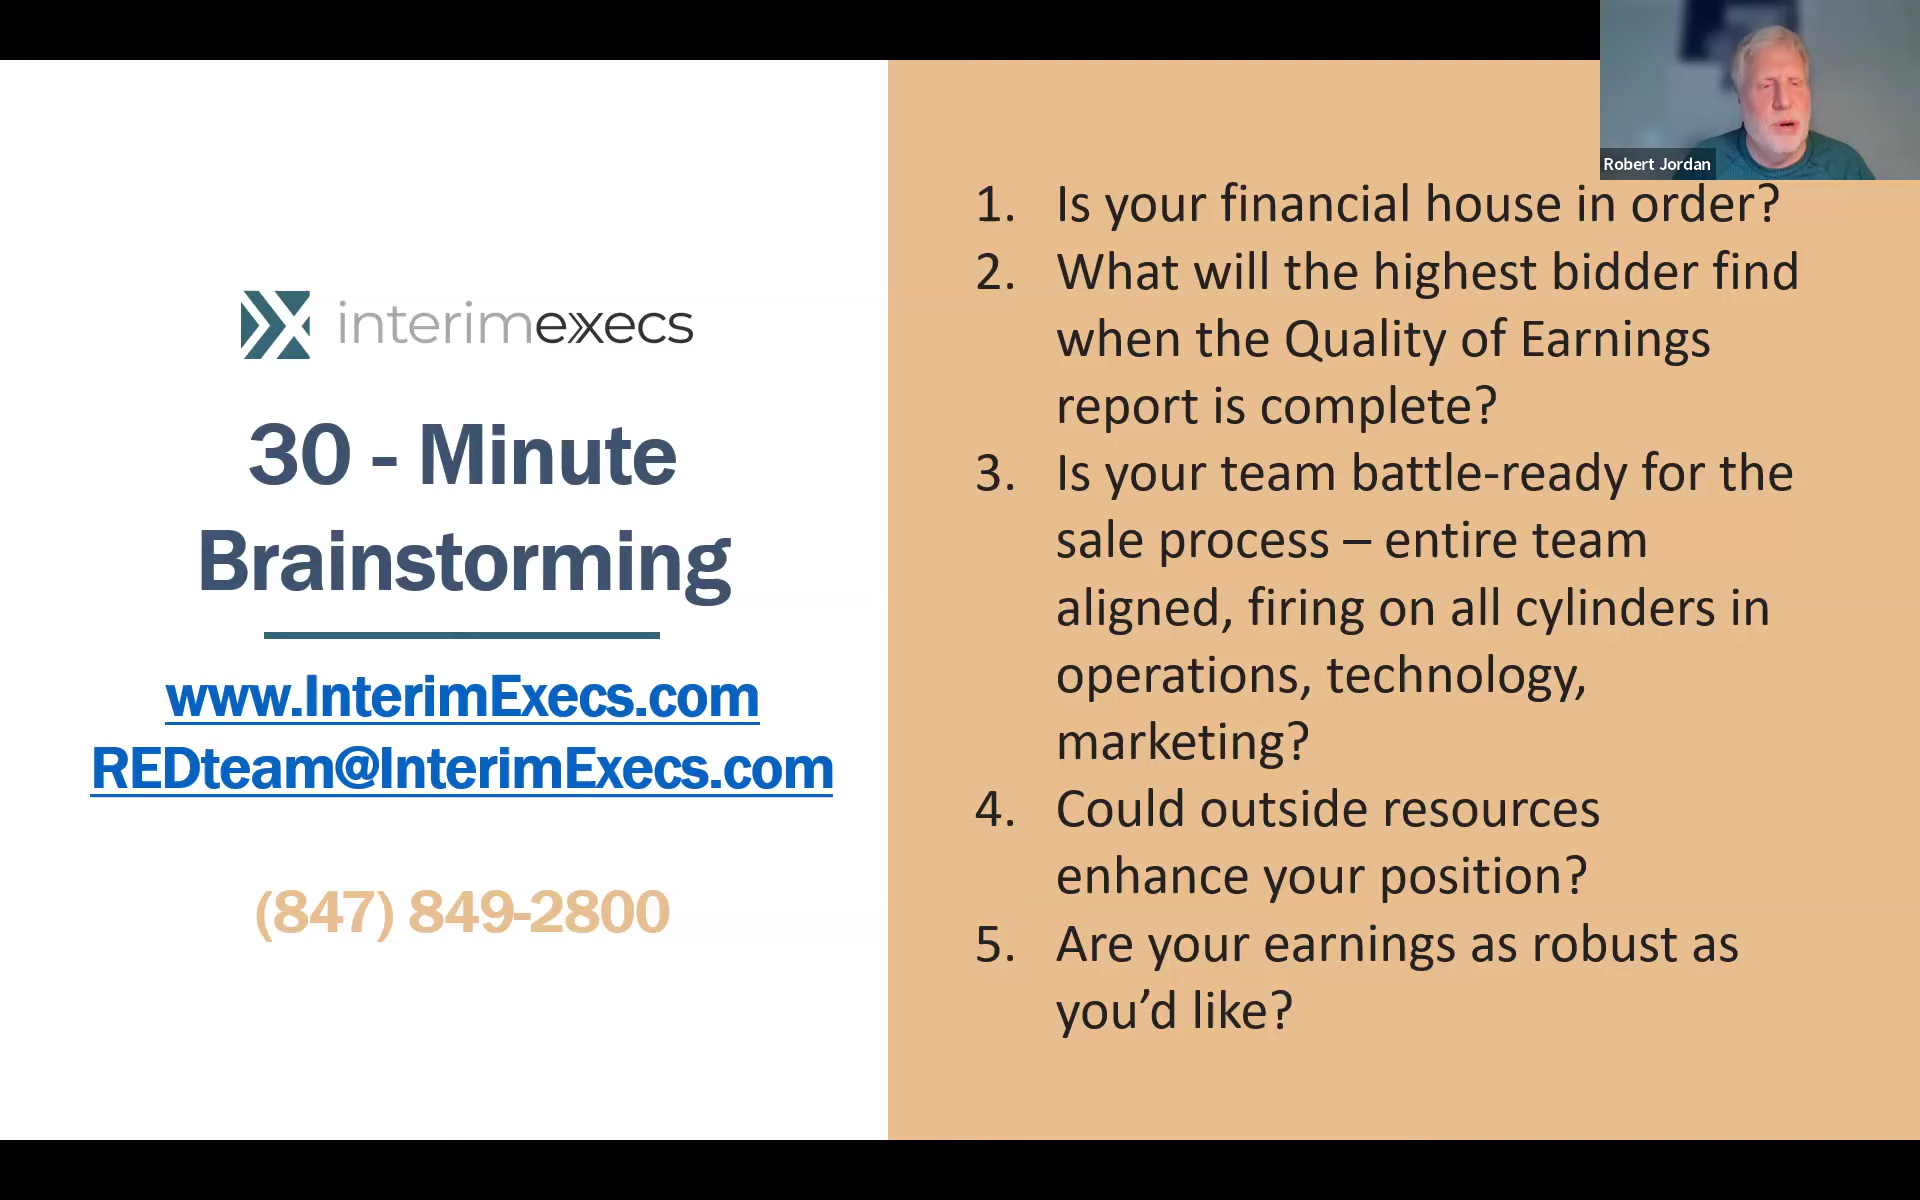 interimexecs
30 - Minute
Brainstorming
www.InterimExecs.com
REDteam@InterimExecs.com
(847) 849-2800
Robert Jordan
1. Is your financial house in order?
2. What will the highest bidder find
when the Quality of Earnings
report is complete?
3. Is your team battle-ready for the
sale process – entire team
aligned, firing on all cylinders in
operations, technology,
marketing?
4. Could outside resources
enhance your position?
5. Are your earnings as robust as
you’d like?